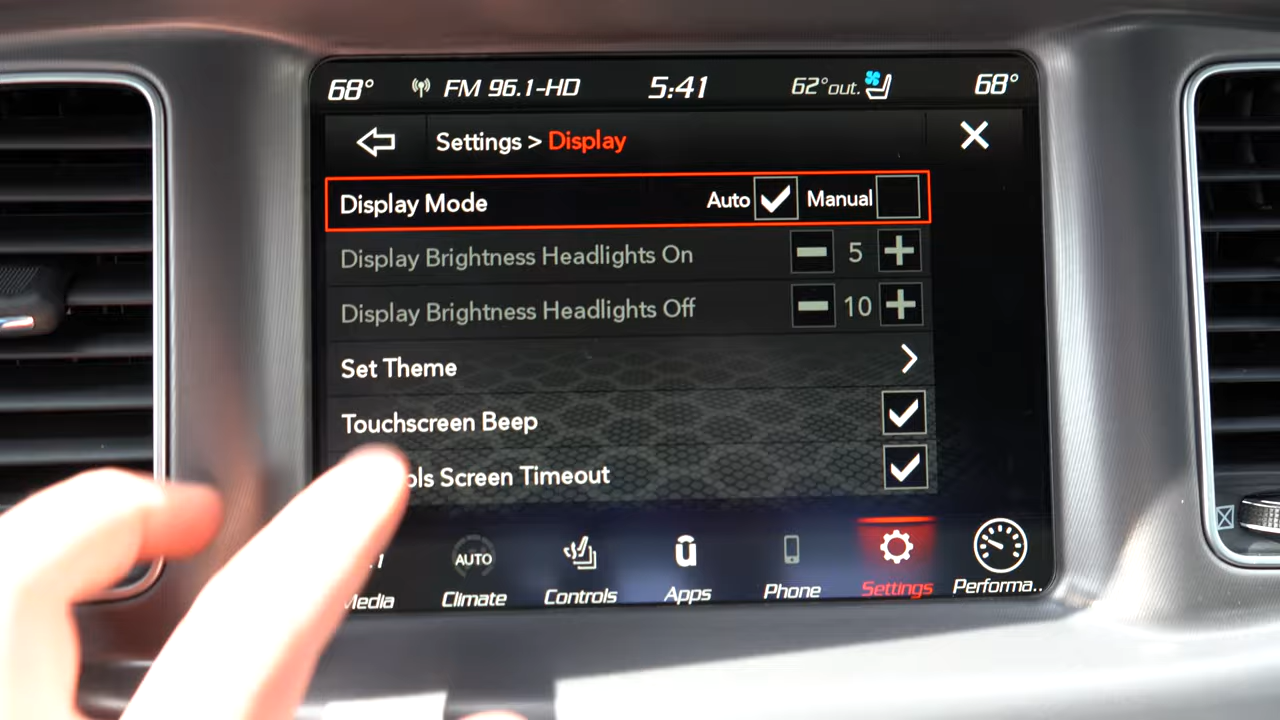 68° FM 96.1-HD 5:41 62°out. 68°
Settings > Display
Display Mode Auto Manual
Display Brightness Headlights On 5
Display Brightness Headlights Off 10
Set Theme
Touchscreen Beep
ols Screen Timeout
AUTO
Media Climate Controls Apps Phone Settings Performa..